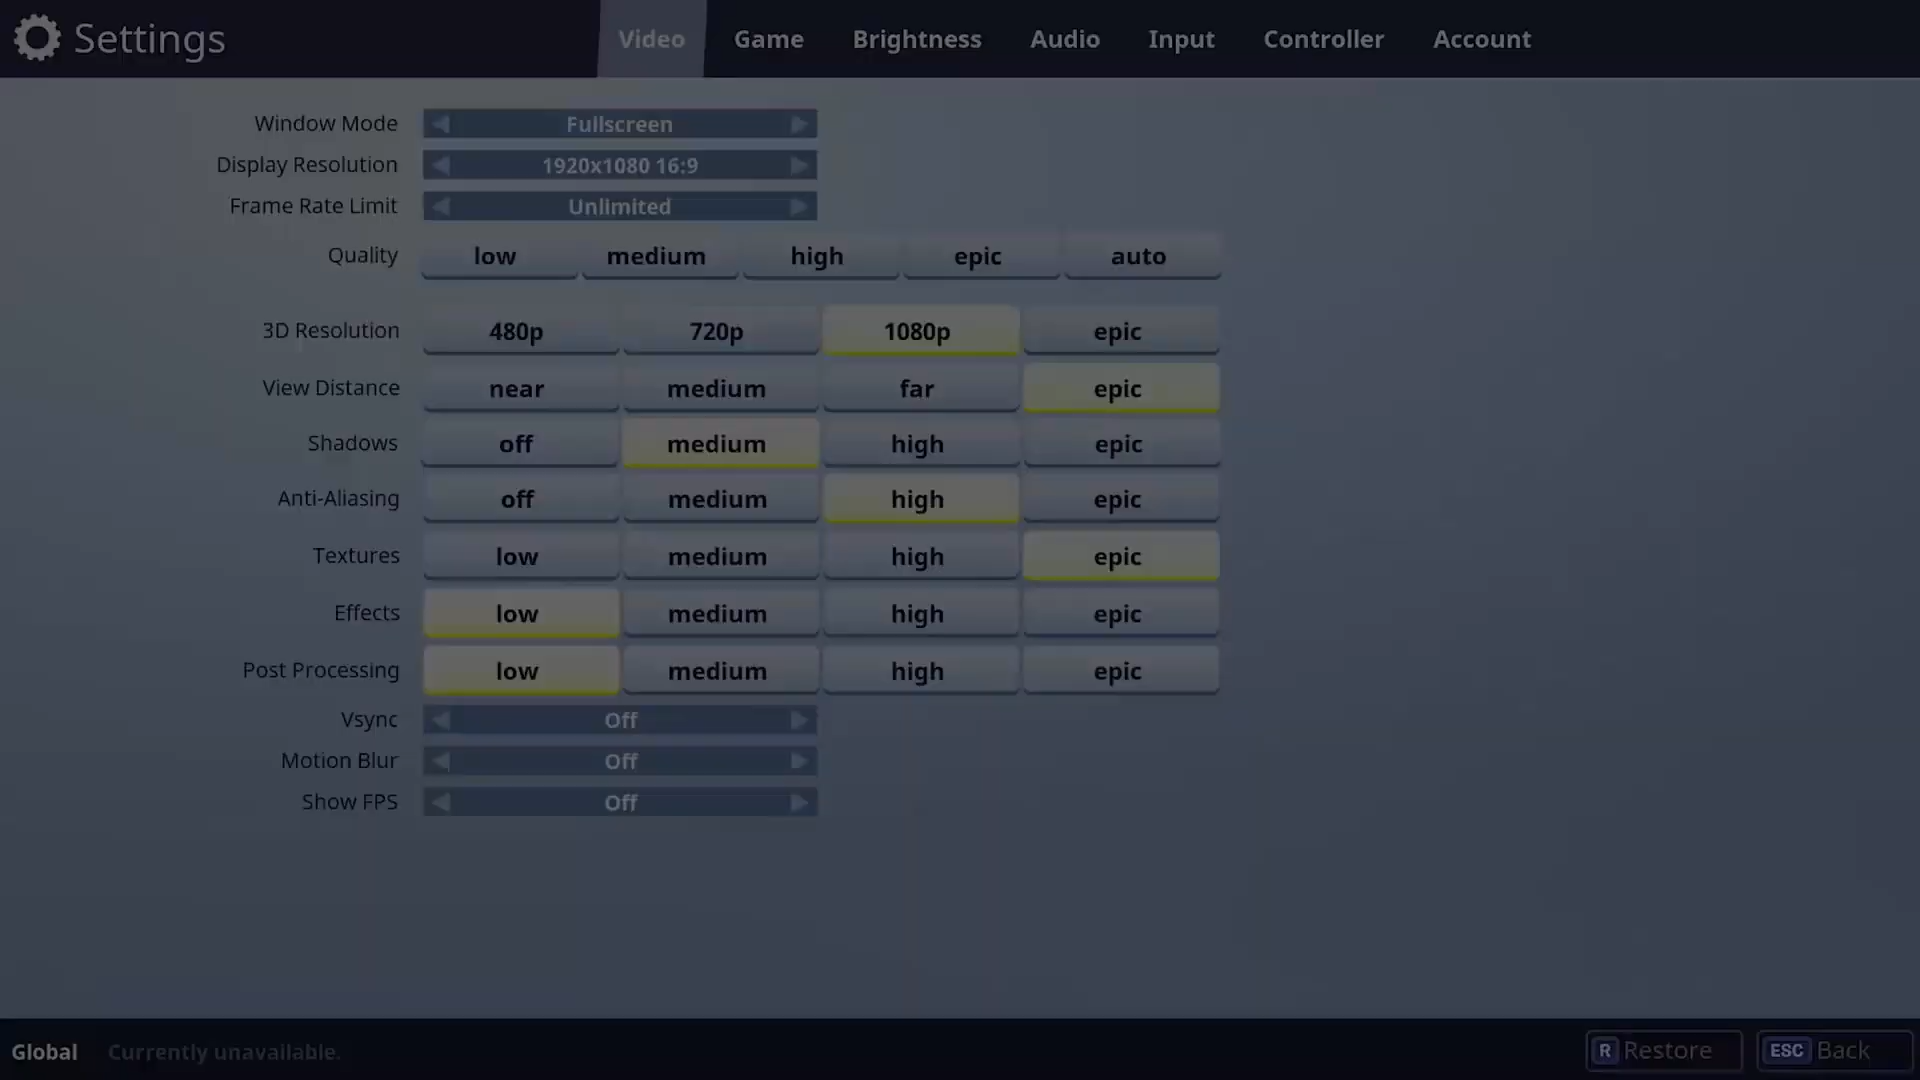 Settings Video Game Brightness Audio Input Controller Account
Window Mode Fullscreen
Display Resolution 1920x1080 16:9
Frame Rate Limit Unlimited
Quality low medium high epic auto
3D Resolution 480p 720p 1080p epic
View Distance near medium far epic
Shadows off medium high epic
Anti-Aliasing off medium high epic
Textures low medium high epic
Effects low medium high epic
Post Processing low medium high epic
Vsync Off
Motion Blur Off
Show FPS Off
Global Currently unavailable. R Restore ESC Back